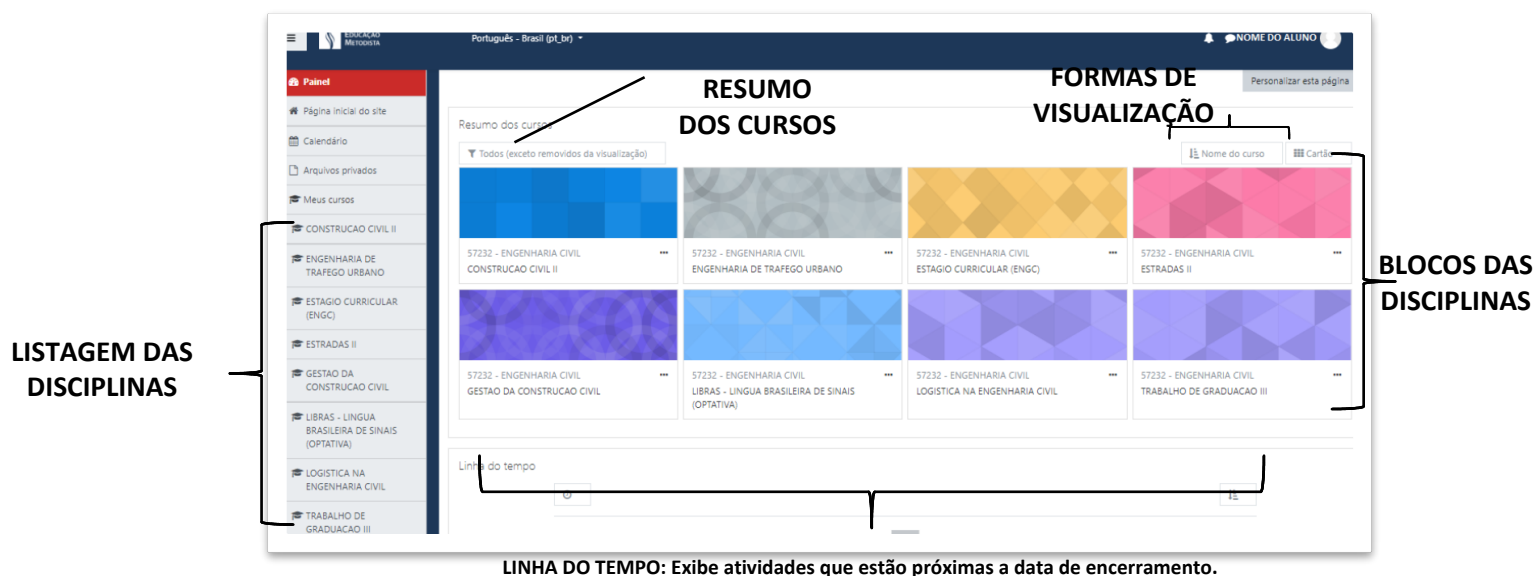 EDUCAÇÃO
METODISTA
Português - Brasil (pt_br)
NOME DO ALUNO
Painel
Página inicial do site
Calendário
Arquivos privados
Meus cursos
CONSTRUCAO CIVIL II
ENGENHARIA DE
TRAFEGO URBANO
ESTAGIO CURRICULAR
(ENGC)
ESTRADAS II
GESTAO DA
CONSTRUCAO CIVIL
LIBRAS - LINGUA
BRASILEIRA DE SINAIS
(OPTATIVA)
LOGISTICA NA
ENGENHARIA CIVIL
TRABALHO DE
GRADUACAO III
LISTAGEM DAS
DISCIPLINAS
RESUMO
DOS CURSOS
FORMAS DE
VISUALIZAÇÃO
Personalizar esta página
Resumo dos cursos
Todos (exceto removidos da visualização)
Nome do curso
Cartão
57232 - ENGENHARIA CIVIL
CONSTRUCAO CIVIL II
57232 - ENGENHARIA CIVIL
ENGENHARIA DE TRAFEGO URBANO
57232 - ENGENHARIA CIVIL
ESTAGIO CURRICULAR (ENGC)
57232 - ENGENHARIA CIVIL
ESTRADAS II
57232 - ENGENHARIA CIVIL
GESTAO DA CONSTRUCAO CIVIL
57232 - ENGENHARIA CIVIL
LIBRAS - LINGUA BRASILEIRA DE SINAIS
(OPTATIVA)
57232 - ENGENHARIA CIVIL
LOGISTICA NA ENGENHARIA CIVIL
57232 - ENGENHARIA CIVIL
TRABALHO DE GRADUACAO III
BLOCOS DAS
DISCIPLINAS
Linha do tempo
LINHA DO TEMPO: Exibe atividades que estão próximas a data de encerramento.